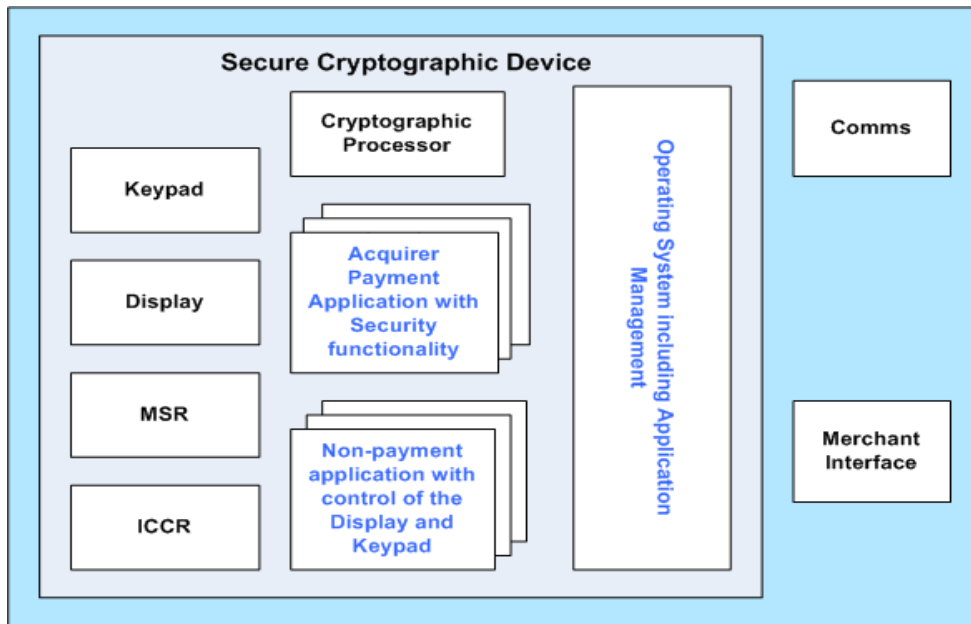 Secure Cryptographic Device
Cryptographic
Processor
Keypad
Display
MSR
ICCR
Acquirer
Payment
Application with
Security
functionality
Non-payment
application with
control of the
Display and
Keypad
Operating System including Application
Management
Comms
Merchant
Interface